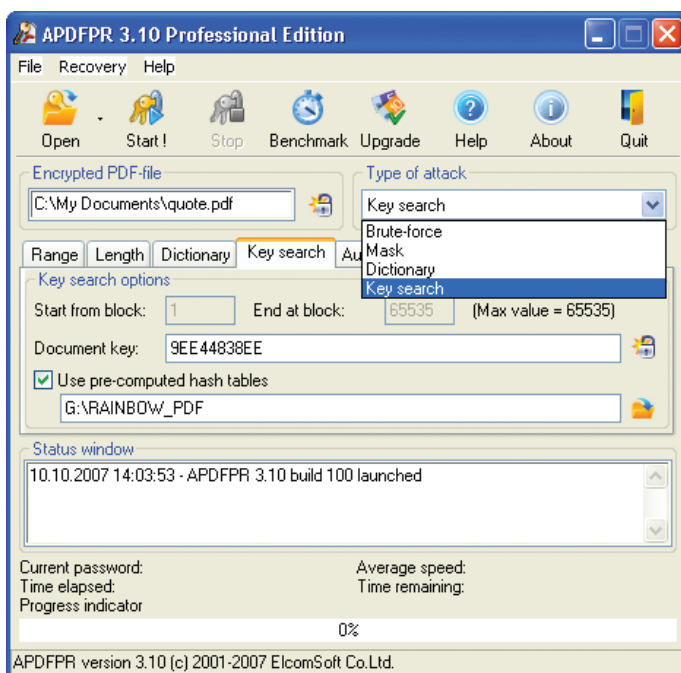 APDFPR 3.10 Professional Edition
File Recovery Help
Open Start! Stop Benchmark Upgrade Help About Quit
Encrypted PDF-file
C:\My Documents\quote.pdf
Type of attack
Key search
Brute-force
Mask
Dictionary
Key search
Range Length Dictionary Key search Au
Key search options
Start from block: 1 End at block: 65535 (Max value = 65535)
Document key: 9EE44838EE
Use pre-computed hash tables
G:\RAINBOW_PDF
Status window
10.10.2007 14:03:53 - APDFPR 3.10 build 100 launched
Current password: Average speed:
Time elapsed: Time remaining:
Progress indicator
0%
APDFPR version 3.10 (c) 2001-2007 ElcomSoft Co.Ltd.